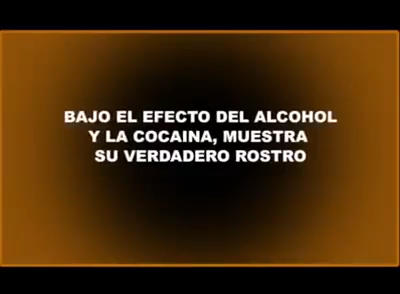 BAJO EL EFECTO DEL ALCOHOL
Y LA COCAINA, MUESTRA
SU VERDADERO ROSTRO